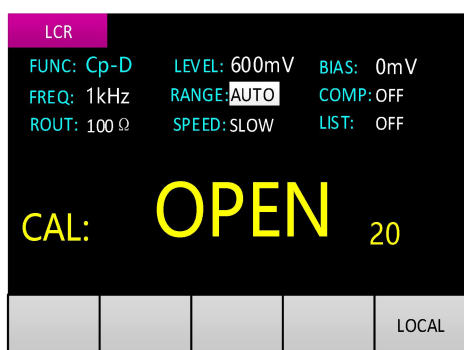 LCR
FUNC: Cp-D LEVEL: 600mV BIAS: 0mV
FREQ: 1kHz RANGE: AUTO COMP: OFF
ROUT: 100 Ω SPEED: SLOW LIST: OFF
CAL: OPEN 20
LOCAL